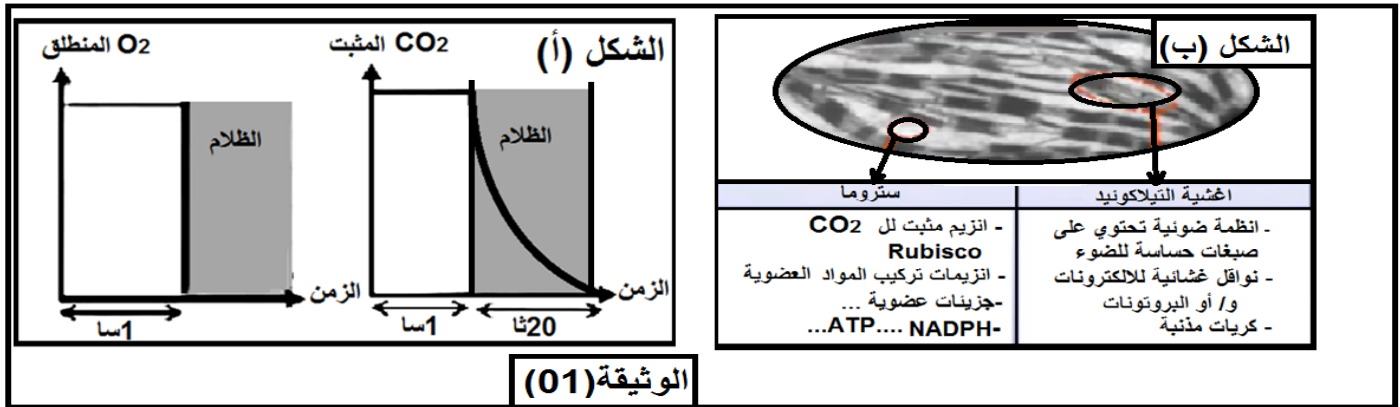 الشكل (ب)
اغشية التيلاكونيد
- انظمة ضوئية تحتوي على
صبغات حساسة للضوء
- نواقل غشائية للالكترونات
و/ أو البروتونات
- كريات مذنبة
ستروما
- انزيم مثبت لل CO2
Rubisco
- انزيمات تركيب المواد العضوية
-جزيئات عضوية ...
-NADPH ....ATP...
الشكل (أ)
CO2 المثبت
الظلام
الزمن
1سا
20ثا
O2 المنطلق
الظلام
الزمن
1سا
الوثيقة(01)